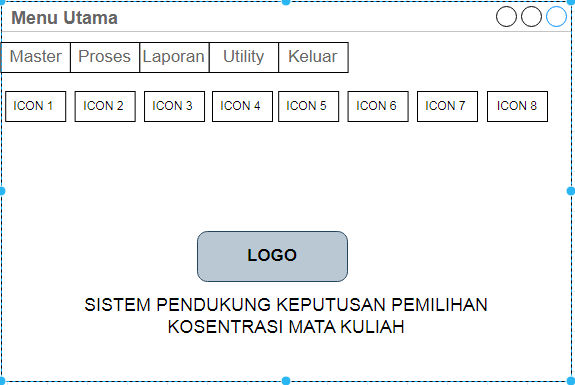 Menu Utama
Master Proses Laporan Utility Keluar
ICON 1 ICON 2 ICON 3 ICON 4 ICON 5 ICON 6 ICON 7 ICON 8
LOGO
SISTEM PENDUKUNG KEPUTUSAN PEMILIHAN
KOSENTRASI MATA KULIAH